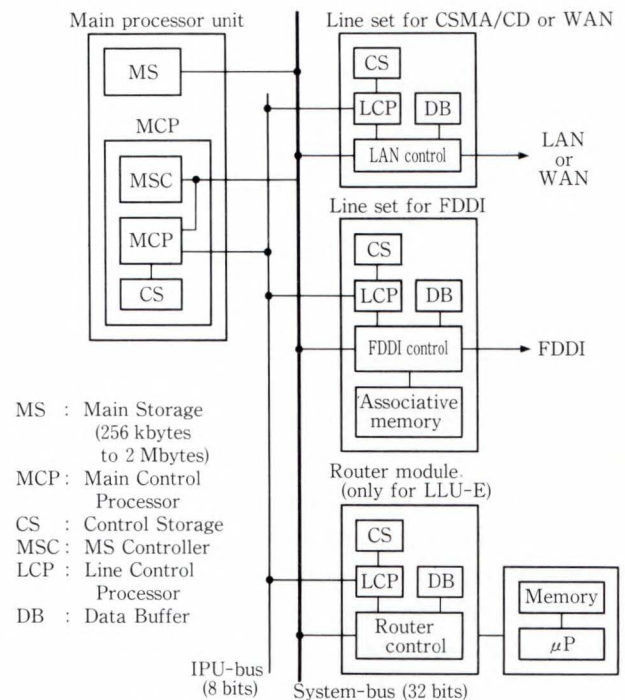 Main processor unit
MS
MCP
MSC
MCP
CS
Line set for CSMA/CD or WAN
CS
LCP
DB
LAN control
LAN
or
WAN
Line set for FDDI
CS
LCP
DB
FDDI control
FDDI
Associative
memory
Router module
(only for LLU-E)
CS
LCP
DB
Router
control
Memory
μP
MS : Main Storage
(256 kbytes
to 2 Mbytes)
MCP : Main Control
Processor
CS : Control Storage
MSC : MS Controller
LCP : Line Control
Processor
DB : Data Buffer
IPU-bus
(8 bits)
System-bus (32 bits)